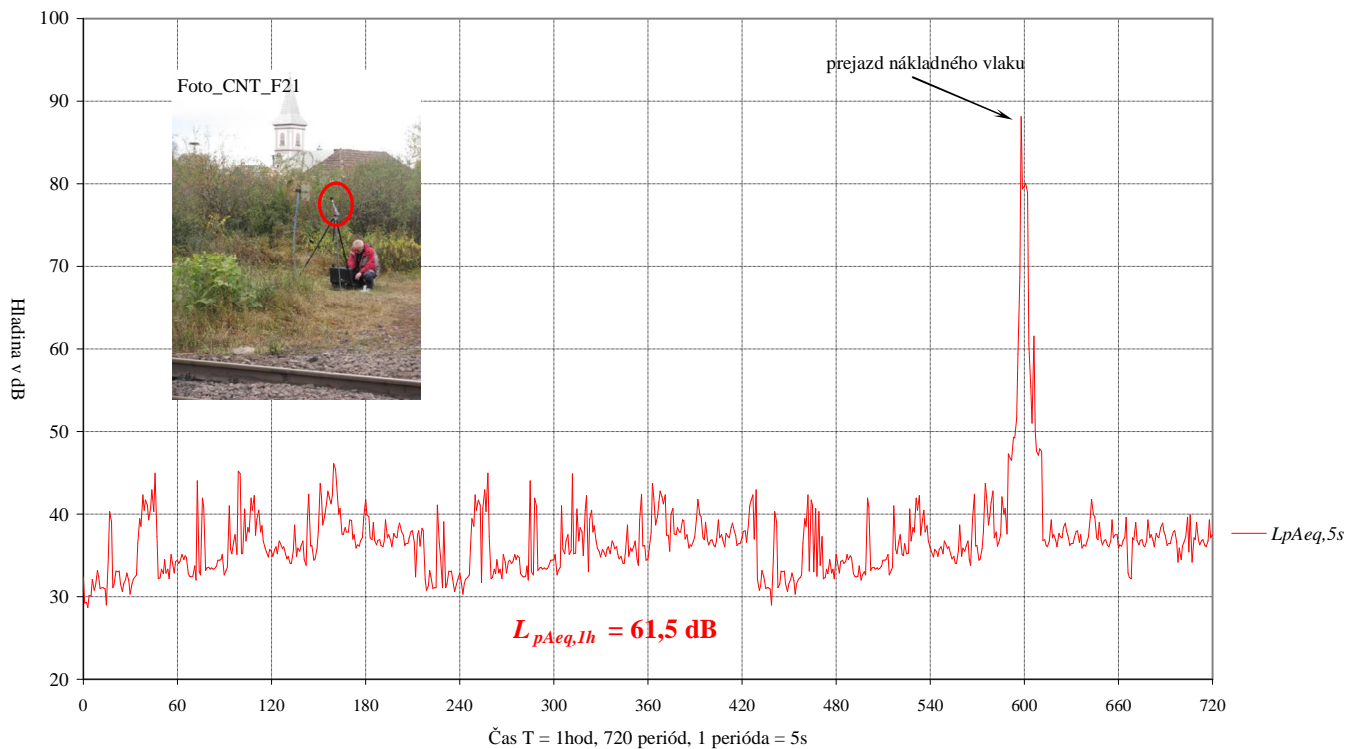 100
90
80
70
60
50
40
30
20
Hladina v dB
Foto_CNT_F21
prejazd nákladného vlaku
L pAeq,1h = 61,5 dB
LpAeq,5s
0 60 120 180 240 300 360 420 480 540 600 660 720
Čas T = 1hod, 720 periód, 1 perióda = 5s